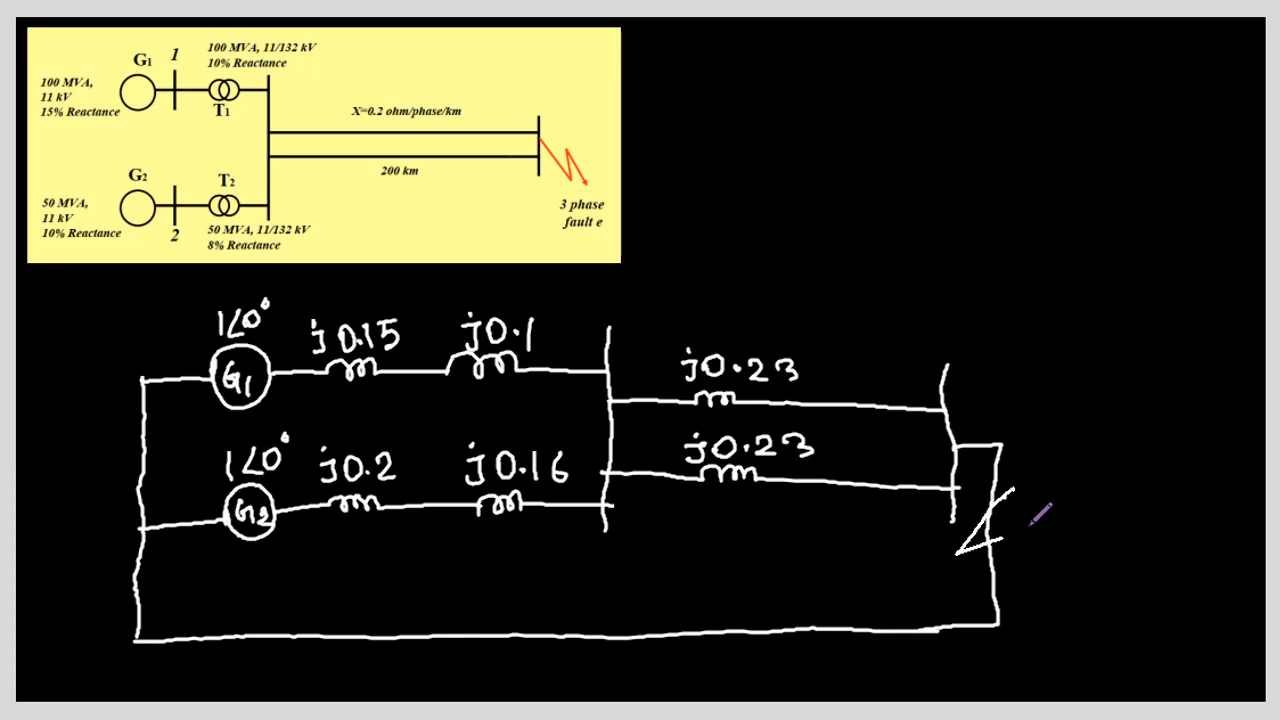 G1
1
100 MVA, 11/132 kV
10% Reactance
100 MVA,
11 kV
15% Reactance
T1
X=0.2 ohm/phase/km
200 km
G2
T2
50 MVA,
11 kV
10% Reactance
2
50 MVA, 11/132 kV
8% Reactance
3 phase
fault e
1∠0°
j0.15
j0.1
G1
j0.23
1∠0°
j0.2
j0.16
j0.23
G2